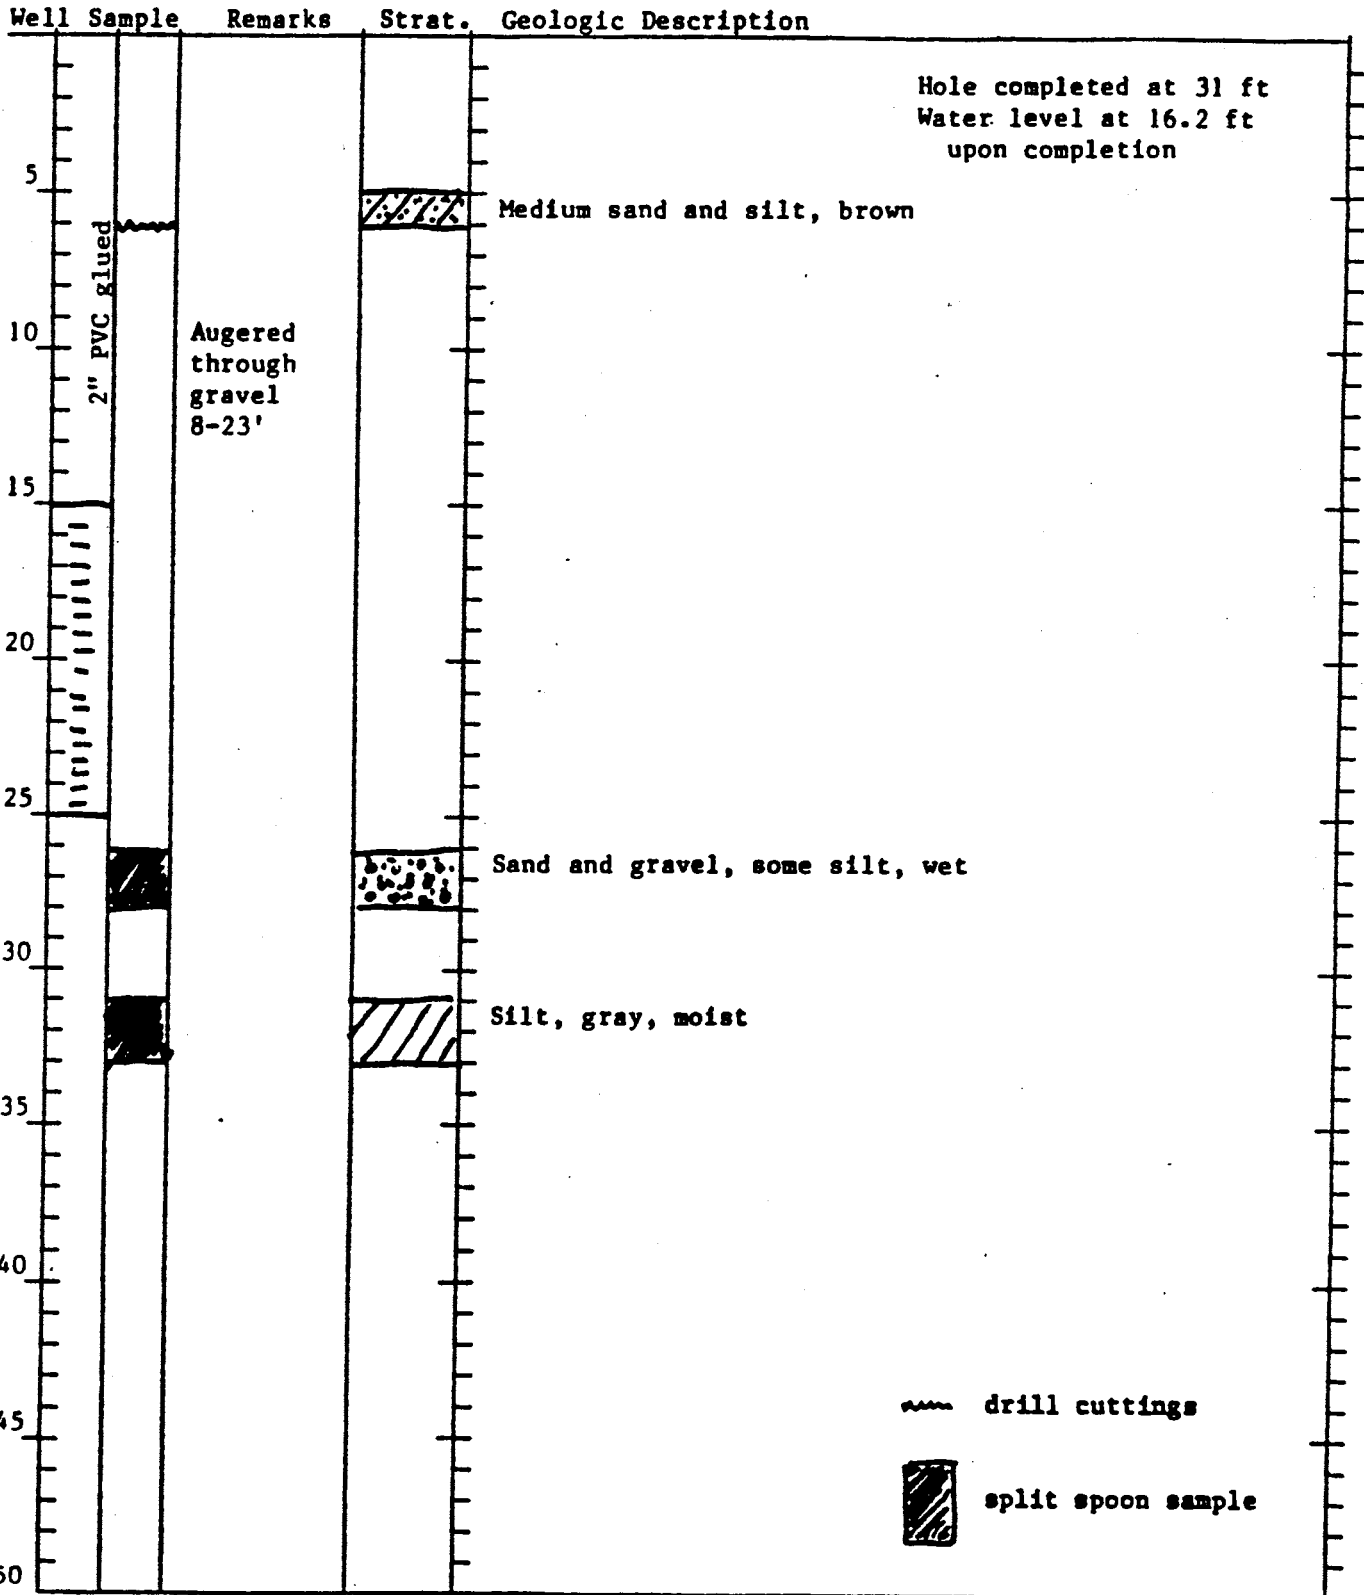 Well Sample Remarks Strat. Geologic Description
Hole completed at 31 ft
Water level at 16.2 ft
upon completion
5
Medium sand and silt, brown
2" PVC glued
10
Augered
through
gravel
8-23'
15
20
25
Sand and gravel, some silt, wet
30
Silt, gray, moist
35
40
45
drill cuttings
split spoon sample
50